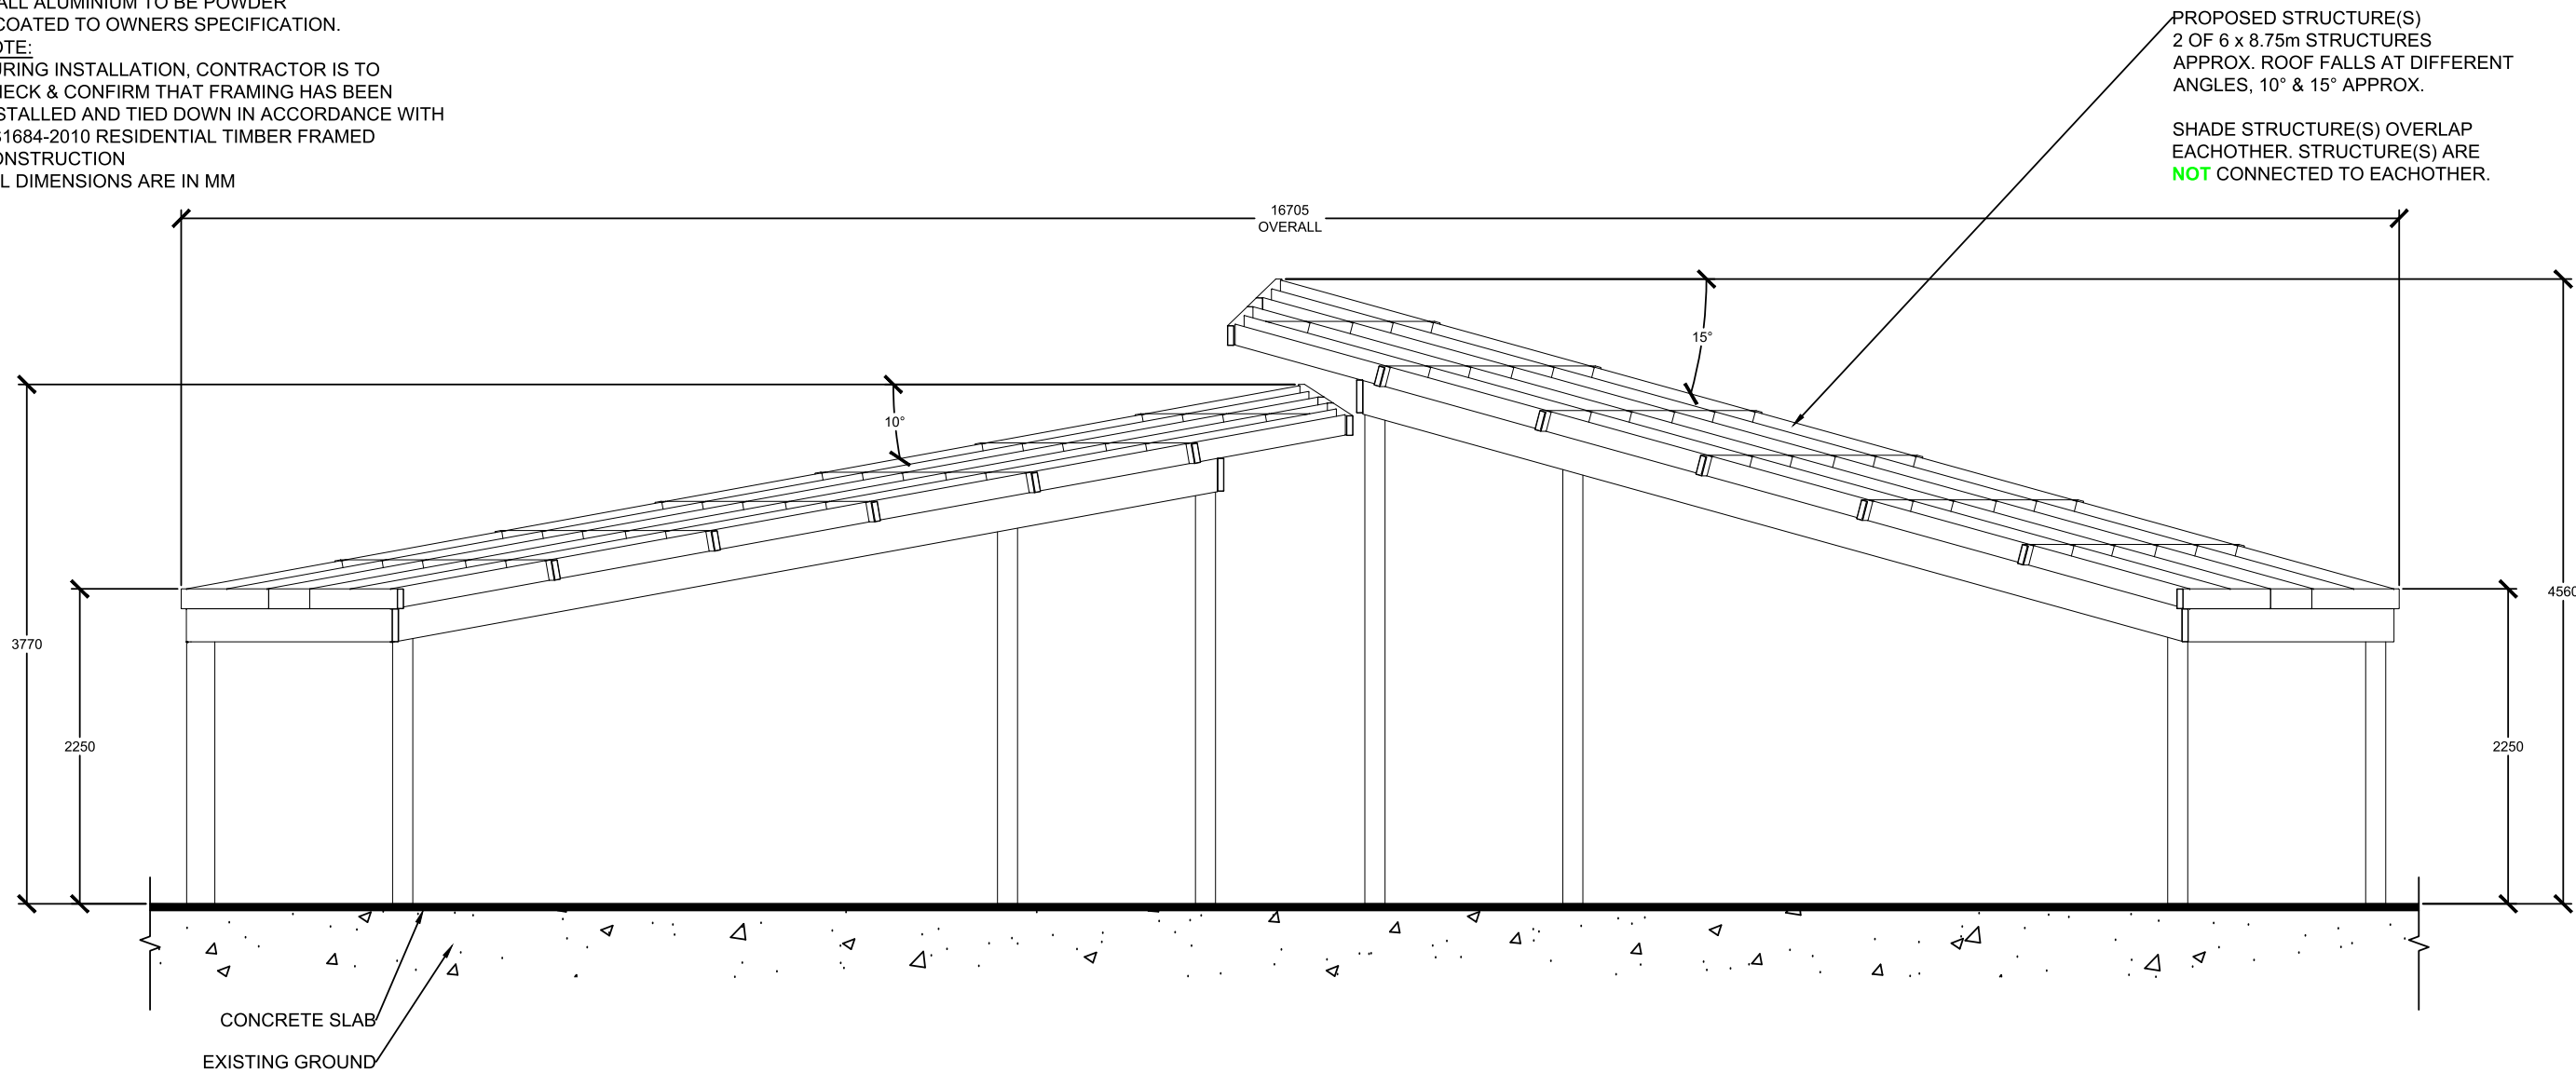 ALL ALUMINIUM TO BE POWDER
COATED TO OWNERS SPECIFICATION.
OTE:
URING INSTALLATION, CONTRACTOR IS TO
HECK & CONFIRM THAT FRAMING HAS BEEN
STALLED AND TIED DOWN IN ACCORDANCE WITH
S1684-2010 RESIDENTIAL TIMBER FRAMED
ONSTRUCTION
L DIMENSIONS ARE IN MM
PROPOSED STRUCTURE(S)
2 OF 6 x 8.75m STRUCTURES
APPROX. ROOF FALLS AT DIFFERENT
ANGLES, 10° & 15° APPROX.
SHADE STRUCTURE(S) OVERLAP
EACHOTHER. STRUCTURE(S) ARE
NOT CONNECTED TO EACHOTHER.
16705
OVERALL
15°
10°
4560
3770
2250
2250
CONCRETE SLAB
EXISTING GROUND